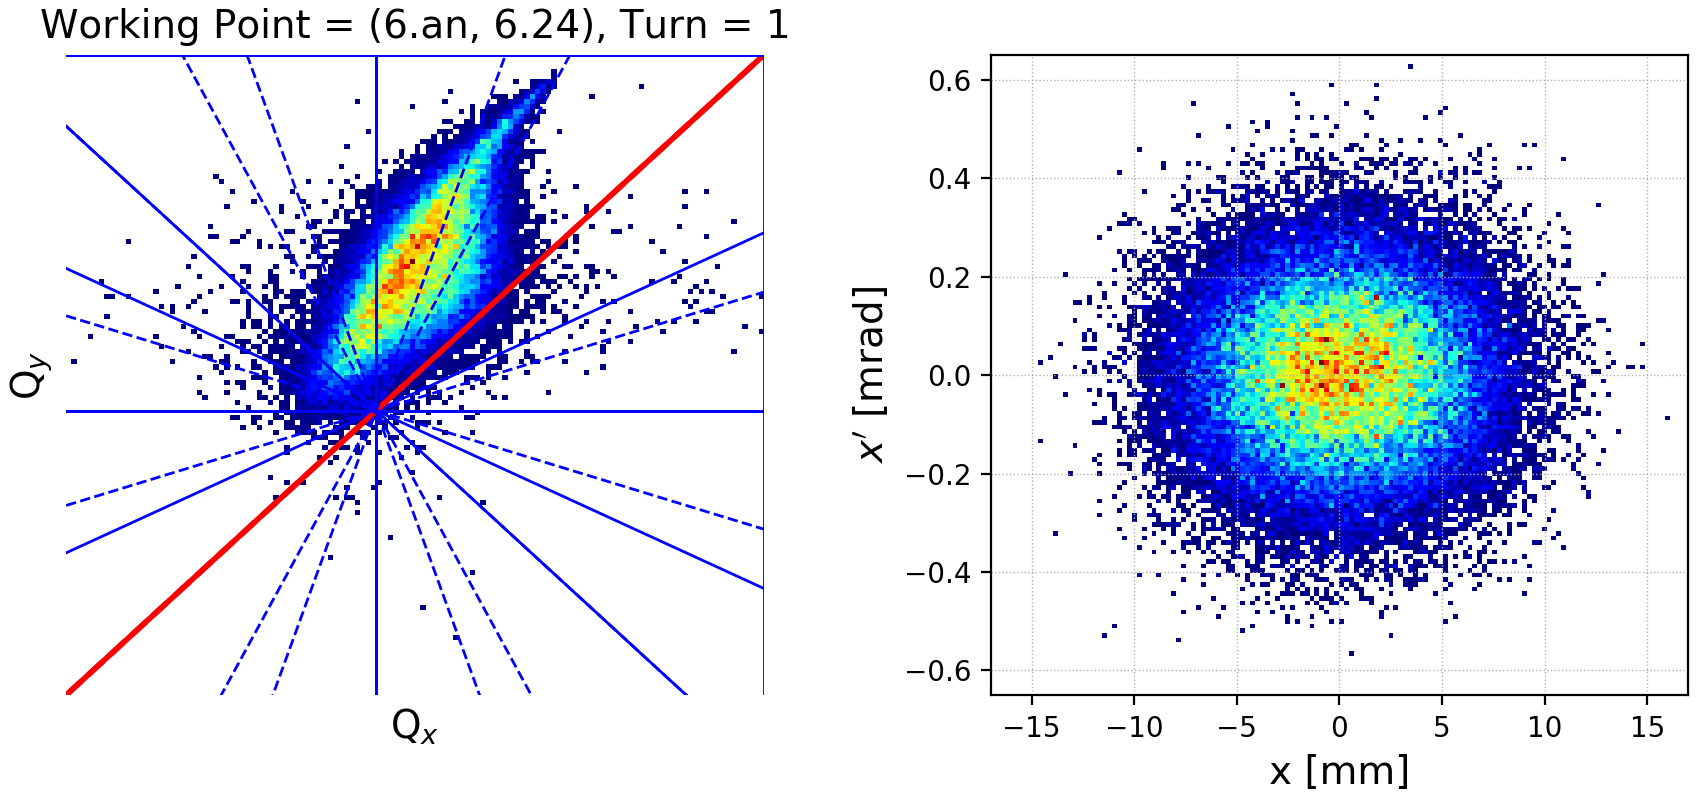 Working Point = (6.an, 6.24), Turn = 1
Q_y
Q_x
0.6
0.4
0.2
0.0
−0.2
−0.4
−0.6
x′ [mrad]
−15 −10 −5 0 5 10 15
x [mm]